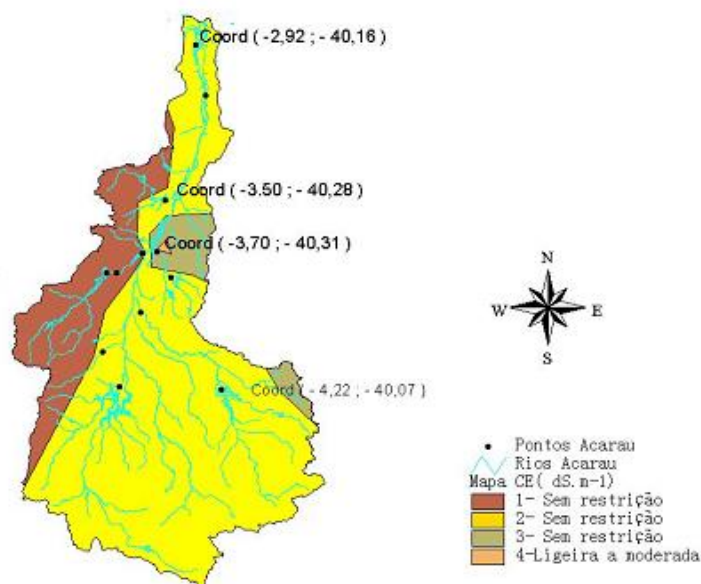 Coord ( -2,92 ; - 40,16 )
Coord ( -3.50 ; - 40,28 )
Coord ( -3,70 ; - 40,31 )
Coord ( - 4,22 ; -40,07 )
N
W
E
S
Pontos Acarau
Rios Acarau
Mapa CE( dS.m-1)
1- Sem restrição
2- Sem restrição
3- Sem restrição
4-Ligeira a moderada